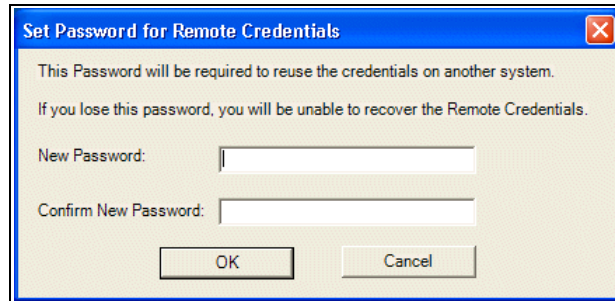 Set Password for Remote Credentials
This Password will be required to reuse the credentials on another system.
If you lose this password, you will be unable to recover the Remote Credentials.
New Password:
Confirm New Password:
OK Cancel